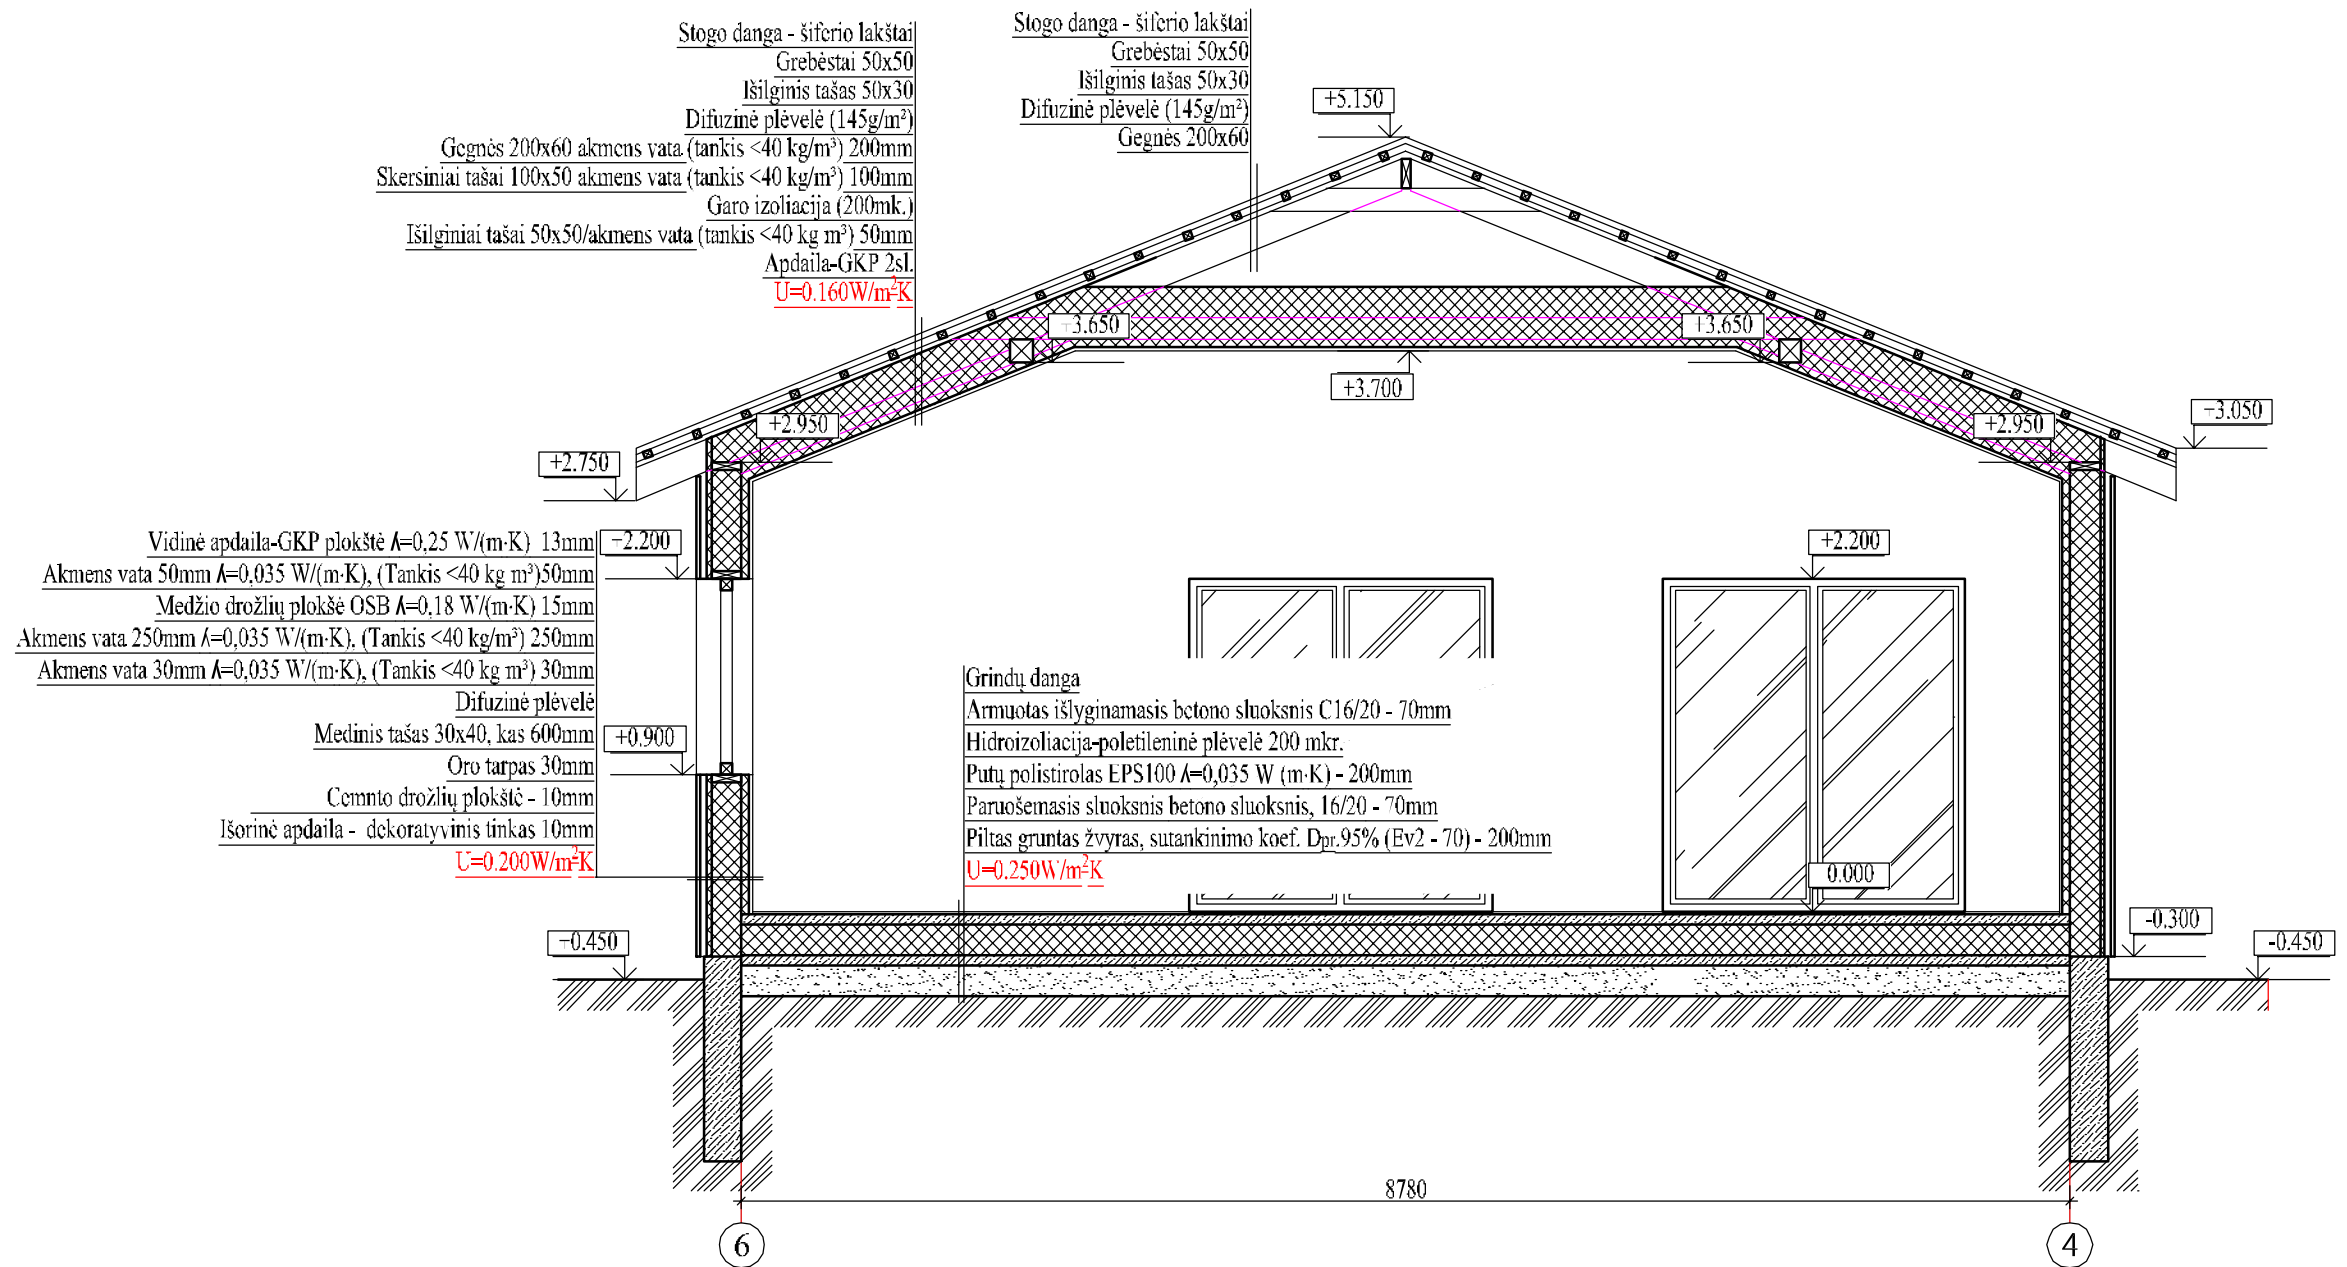 Stogo danga - šiferio lakštai
Grebėstai 50x50
Išilginis tašas 50x30
Difuzinė plėvelė (145g/m²)
Gegnės 200x60 akmens vata (tankis <40 kg/m³) 200mm
Skersiniai tašai 100x50 akmens vata (tankis <40 kg/m³) 100mm
Garo izoliacija (200mk.)
Išilginiai tašai 50x50/akmens vata (tankis <40 kg m³) 50mm
Apdaila-GKP 2sl.
U=0.160W/m²K
Stogo danga - šiferio lakštai
Grebėstai 50x50
Išilginis tašas 50x30
Difuzinė plėvelė (145g/m²)
Gegnės 200x60
+5.150
+3.650
+3.650
+3.700
+2.950
+2.950
+3.050
+2.750
Vidinė apdaila-GKP plokštė λ=0,25 W/(m·K) 13mm
Akmens vata 50mm λ=0,035 W/(m·K), (Tankis <40 kg m³)50mm
Medžio drožlių plokšė OSB λ=0,18 W/(m·K) 15mm
Akmens vata 250mm λ=0,035 W/(m·K), (Tankis <40 kg/m³) 250mm
Akmens vata 30mm λ=0,035 W/(m·K), (Tankis <40 kg m³) 30mm
Difuzinė plėvelė
Medinis tašas 30x40, kas 600mm
Oro tarpas 30mm
Cemnto drožlių plokštė - 10mm
Išorinė apdaila - dekoratyvinis tinkas 10mm
U=0.200W/m²K
+2.200
+0.900
+2.200
Grindų danga
Armuotas išlyginamasis betono sluoksnis C16/20 - 70mm
Hidroizoliacija-poletileninė plėvelė 200 mkr.
Putų polistirolas EPS100 λ=0,035 W (m·K) - 200mm
Paruošemasis sluoksnis betono sluoksnis, 16/20 - 70mm
Piltas gruntas žvyras, sutankinimo koef. Dpr.95% (Ev2 - 70) - 200mm
U=0.250W/m²K
0.000
+0.450
-0.300
-0.450
8780
6
4